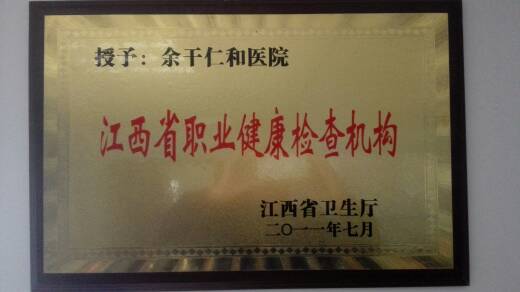 授予：余干仁和医院
江西省职业健康检查机构
江西省卫生厅
二〇一一年七月